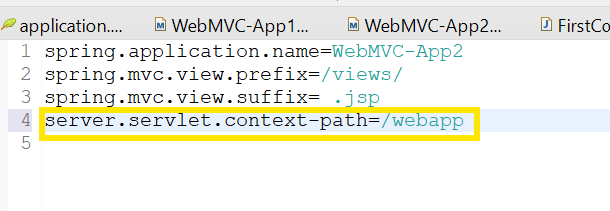 application....
WebMVC-App1...
WebMVC-App2...
FirstCo
1 spring.application.name=WebMVC-App2
2 spring.mvc.view.prefix=/views/
3 spring.mvc.view.suffix= .jsp
4 server.servlet.context-path=/webapp
5